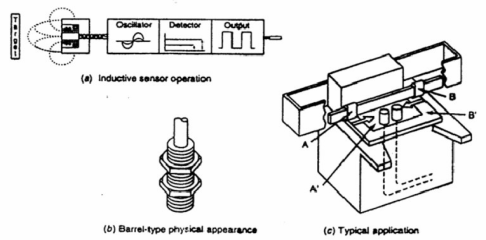 Target
Oscillator
Detector
Output
(a) Inductive sensor operation
(b) Barrel-type physical appearance
A
A'
B
B'
(c) Typical application